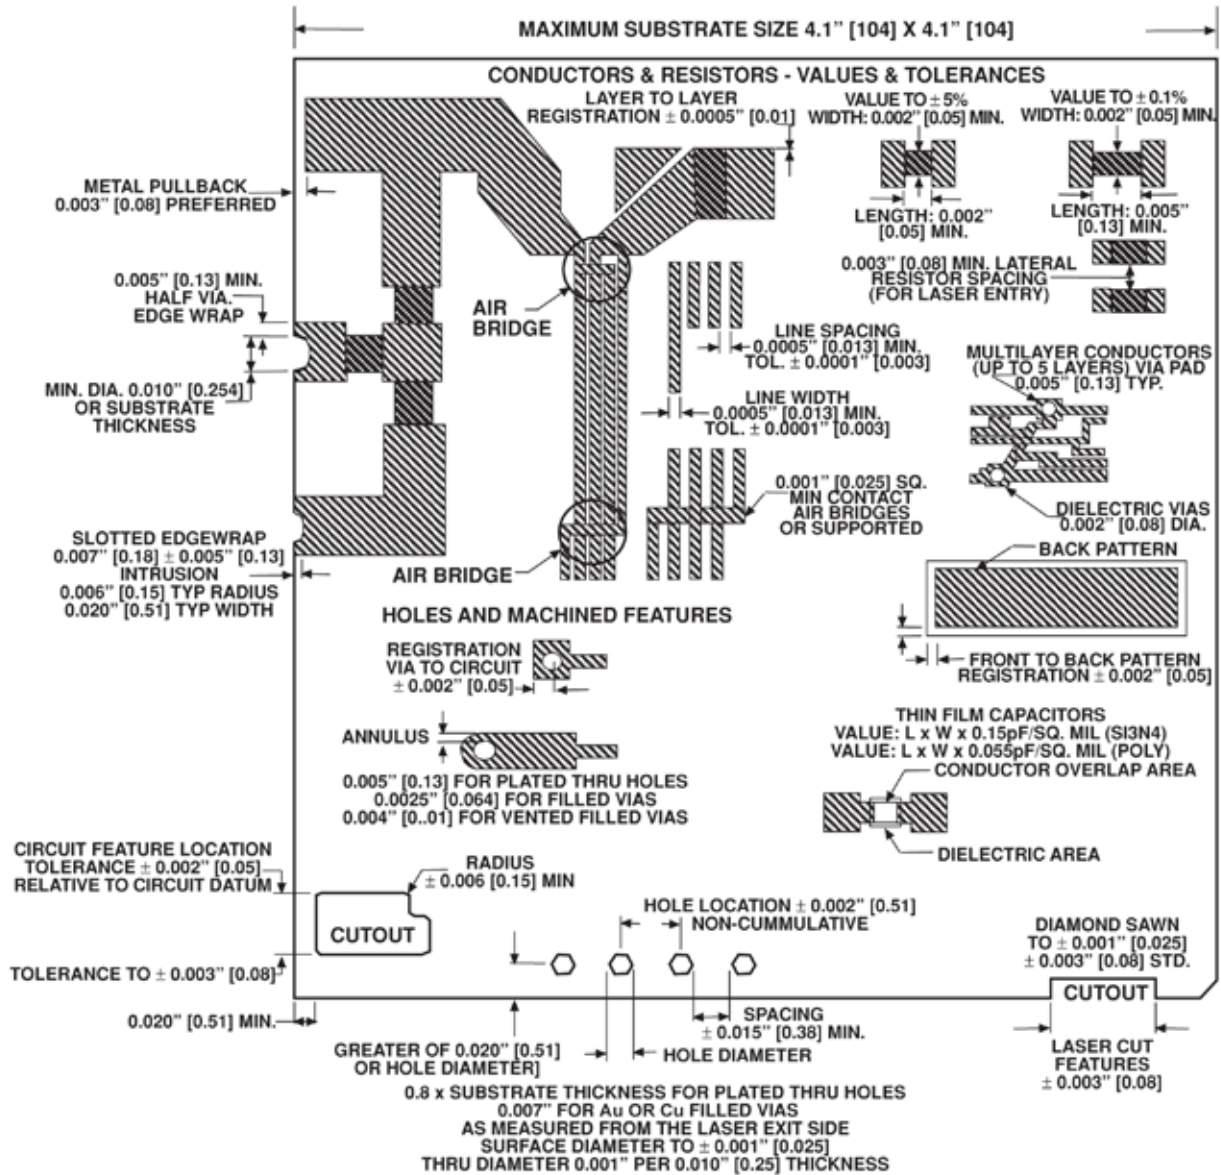 MAXIMUM SUBSTRATE SIZE 4.1” [104] X 4.1” [104]
CONDUCTORS & RESISTORS - VALUES & TOLERANCES
LAYER TO LAYER
REGISTRATION ± 0.0005” [0.01]
VALUE TO ± 5%
WIDTH: 0.002” [0.05] MIN.
VALUE TO ± 0.1%
WIDTH: 0.002” [0.05] MIN.
METAL PULLBACK
0.003” [0.08] PREFERRED
LENGTH: 0.002”
[0.05] MIN.
LENGTH: 0.005”
[0.13] MIN.
0.003” [0.08] MIN. LATERAL
RESISTOR SPACING
(FOR LASER ENTRY)
0.005” [0.13] MIN.
HALF VIA.
EDGE WRAP
AIR
BRIDGE
LINE SPACING
0.0005” [0.013] MIN.
TOL. ± 0.0001” [0.003]
MULTILAYER CONDUCTORS
(UP TO 5 LAYERS) VIA PAD
0.005” [0.13] TYP.
MIN. DIA. 0.010” [0.254]
OR SUBSTRATE
THICKNESS
LINE WIDTH
0.0005” [0.013] MIN.
TOL. ± 0.0001” [0.003]
0.001” [0.025] SQ.
MIN CONTACT
AIR BRIDGES
OR SUPPORTED
DIELECTRIC VIAS
0.002” [0.08] DIA.
SLOTTED EDGEWRAP
0.007” [0.18] ± 0.005” [0.13]
INTRUSION
0.006” [0.15] TYP RADIUS
0.020” [0.51] TYP WIDTH
AIR BRIDGE
BACK PATTERN
HOLES AND MACHINED FEATURES
REGISTRATION
VIA TO CIRCUIT
± 0.002” [0.05]
FRONT TO BACK PATTERN
REGISTRATION ± 0.002” [0.05]
ANNULUS
THIN FILM CAPACITORS
VALUE: L x W x 0.15pF/SQ. MIL (SI3N4)
VALUE: L x W x 0.055pF/SQ. MIL (POLY)
CONDUCTOR OVERLAP AREA
0.005” [0.13] FOR PLATED THRU HOLES
0.0025” [0.064] FOR FILLED VIAS
0.004” [0..01] FOR VENTED FILLED VIAS
DIELECTRIC AREA
CIRCUIT FEATURE LOCATION
TOLERANCE ± 0.002” [0.05]
RELATIVE TO CIRCUIT DATUM
RADIUS
± 0.006 [0.15] MIN
CUTOUT
HOLE LOCATION ± 0.002” [0.51]
NON-CUMMULATIVE
DIAMOND SAWN
TO ± 0.001” [0.025]
± 0.003” [0.08] STD.
TOLERANCE TO ± 0.003” [0.08]
CUTOUT
0.020” [0.51] MIN.
SPACING
± 0.015” [0.38] MIN.
GREATER OF 0.020” [0.51]
OR HOLE DIAMETER]
HOLE DIAMETER
LASER CUT
FEATURES
± 0.003” [0.08]
0.8 x SUBSTRATE THICKNESS FOR PLATED THRU HOLES
0.007” FOR Au OR Cu FILLED VIAS
AS MEASURED FROM THE LASER EXIT SIDE
SURFACE DIAMETER TO ± 0.001” [0.025]
THRU DIAMETER 0.001” PER 0.010” [0.25] THICKNESS